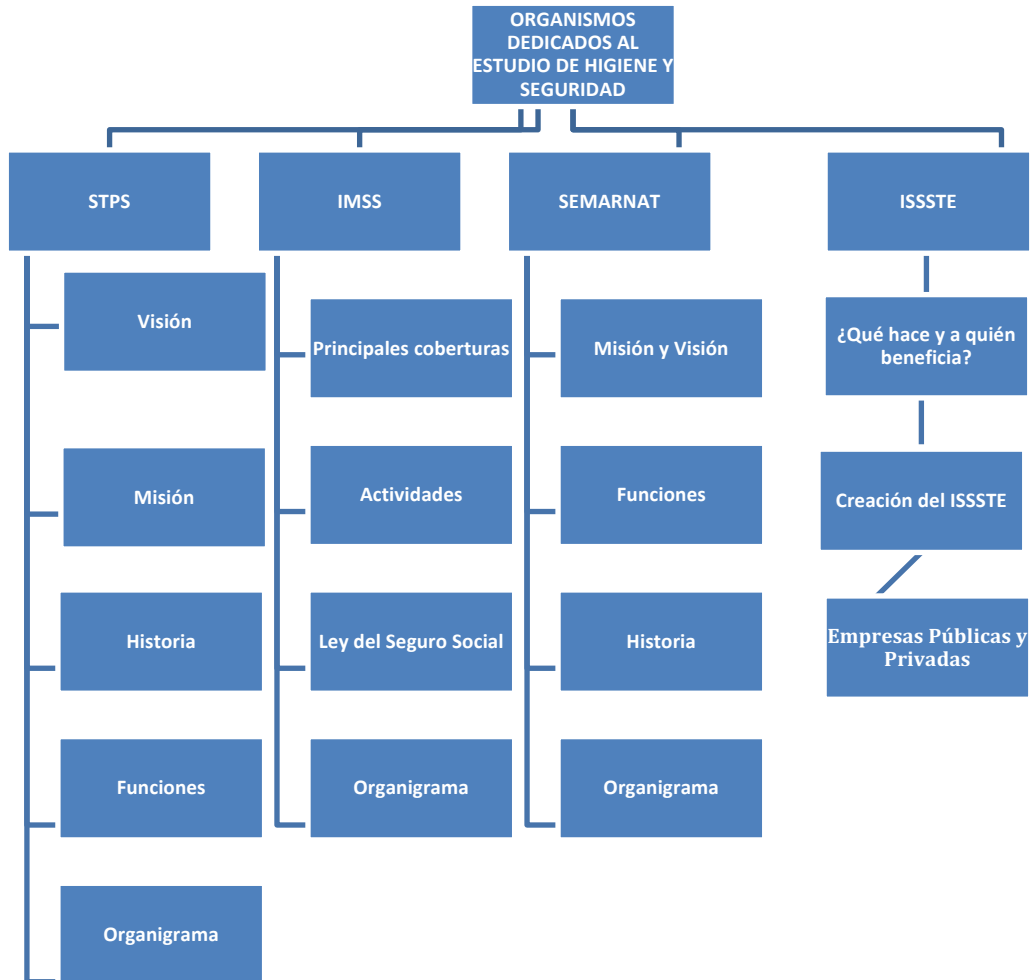 ORGANISMOS
DEDICADOS AL
ESTUDIO DE HIGIENE Y
SEGURIDAD
STPS
Visión
Misión
Historia
Funciones
Organigrama
IMSS
Principales coberturas
Actividades
Ley del Seguro Social
Organigrama
SEMARNAT
Misión y Visión
Funciones
Historia
Organigrama
ISSSTE
¿Qué hace y a quién
beneficia?
Creación del ISSSTE
Empresas Públicas y
Privadas